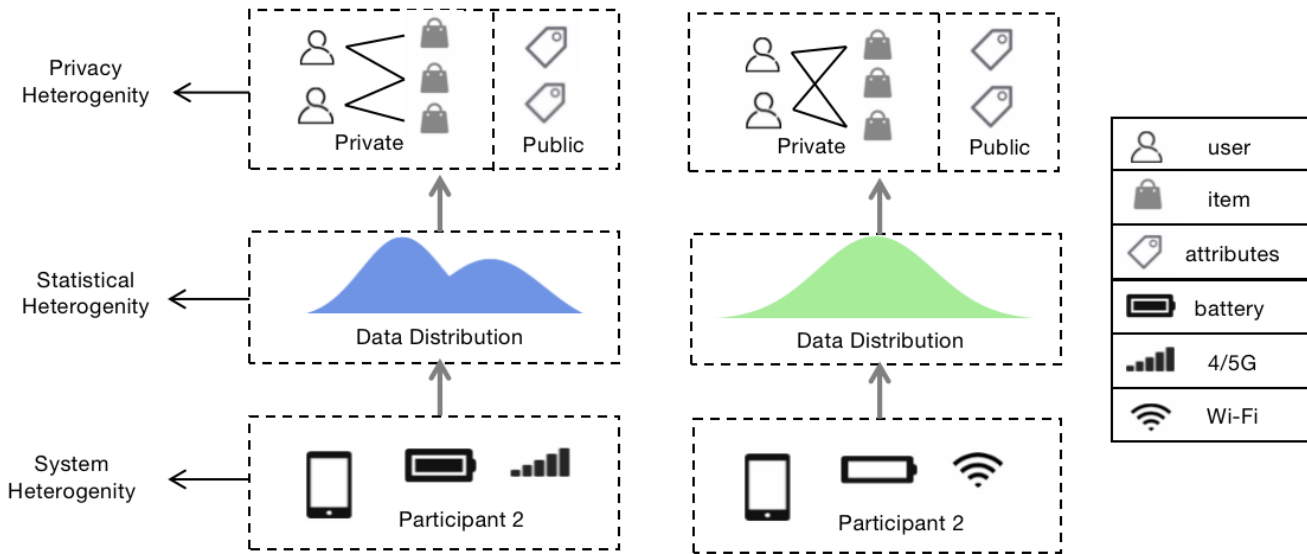 Privacy
Heterogenity
Private
Public
Private
Public
Statistical
Heterogenity
Data Distribution
Data Distribution
System
Heterogenity
Participant 2
Participant 2
user
item
attributes
battery
4/5G
Wi-Fi